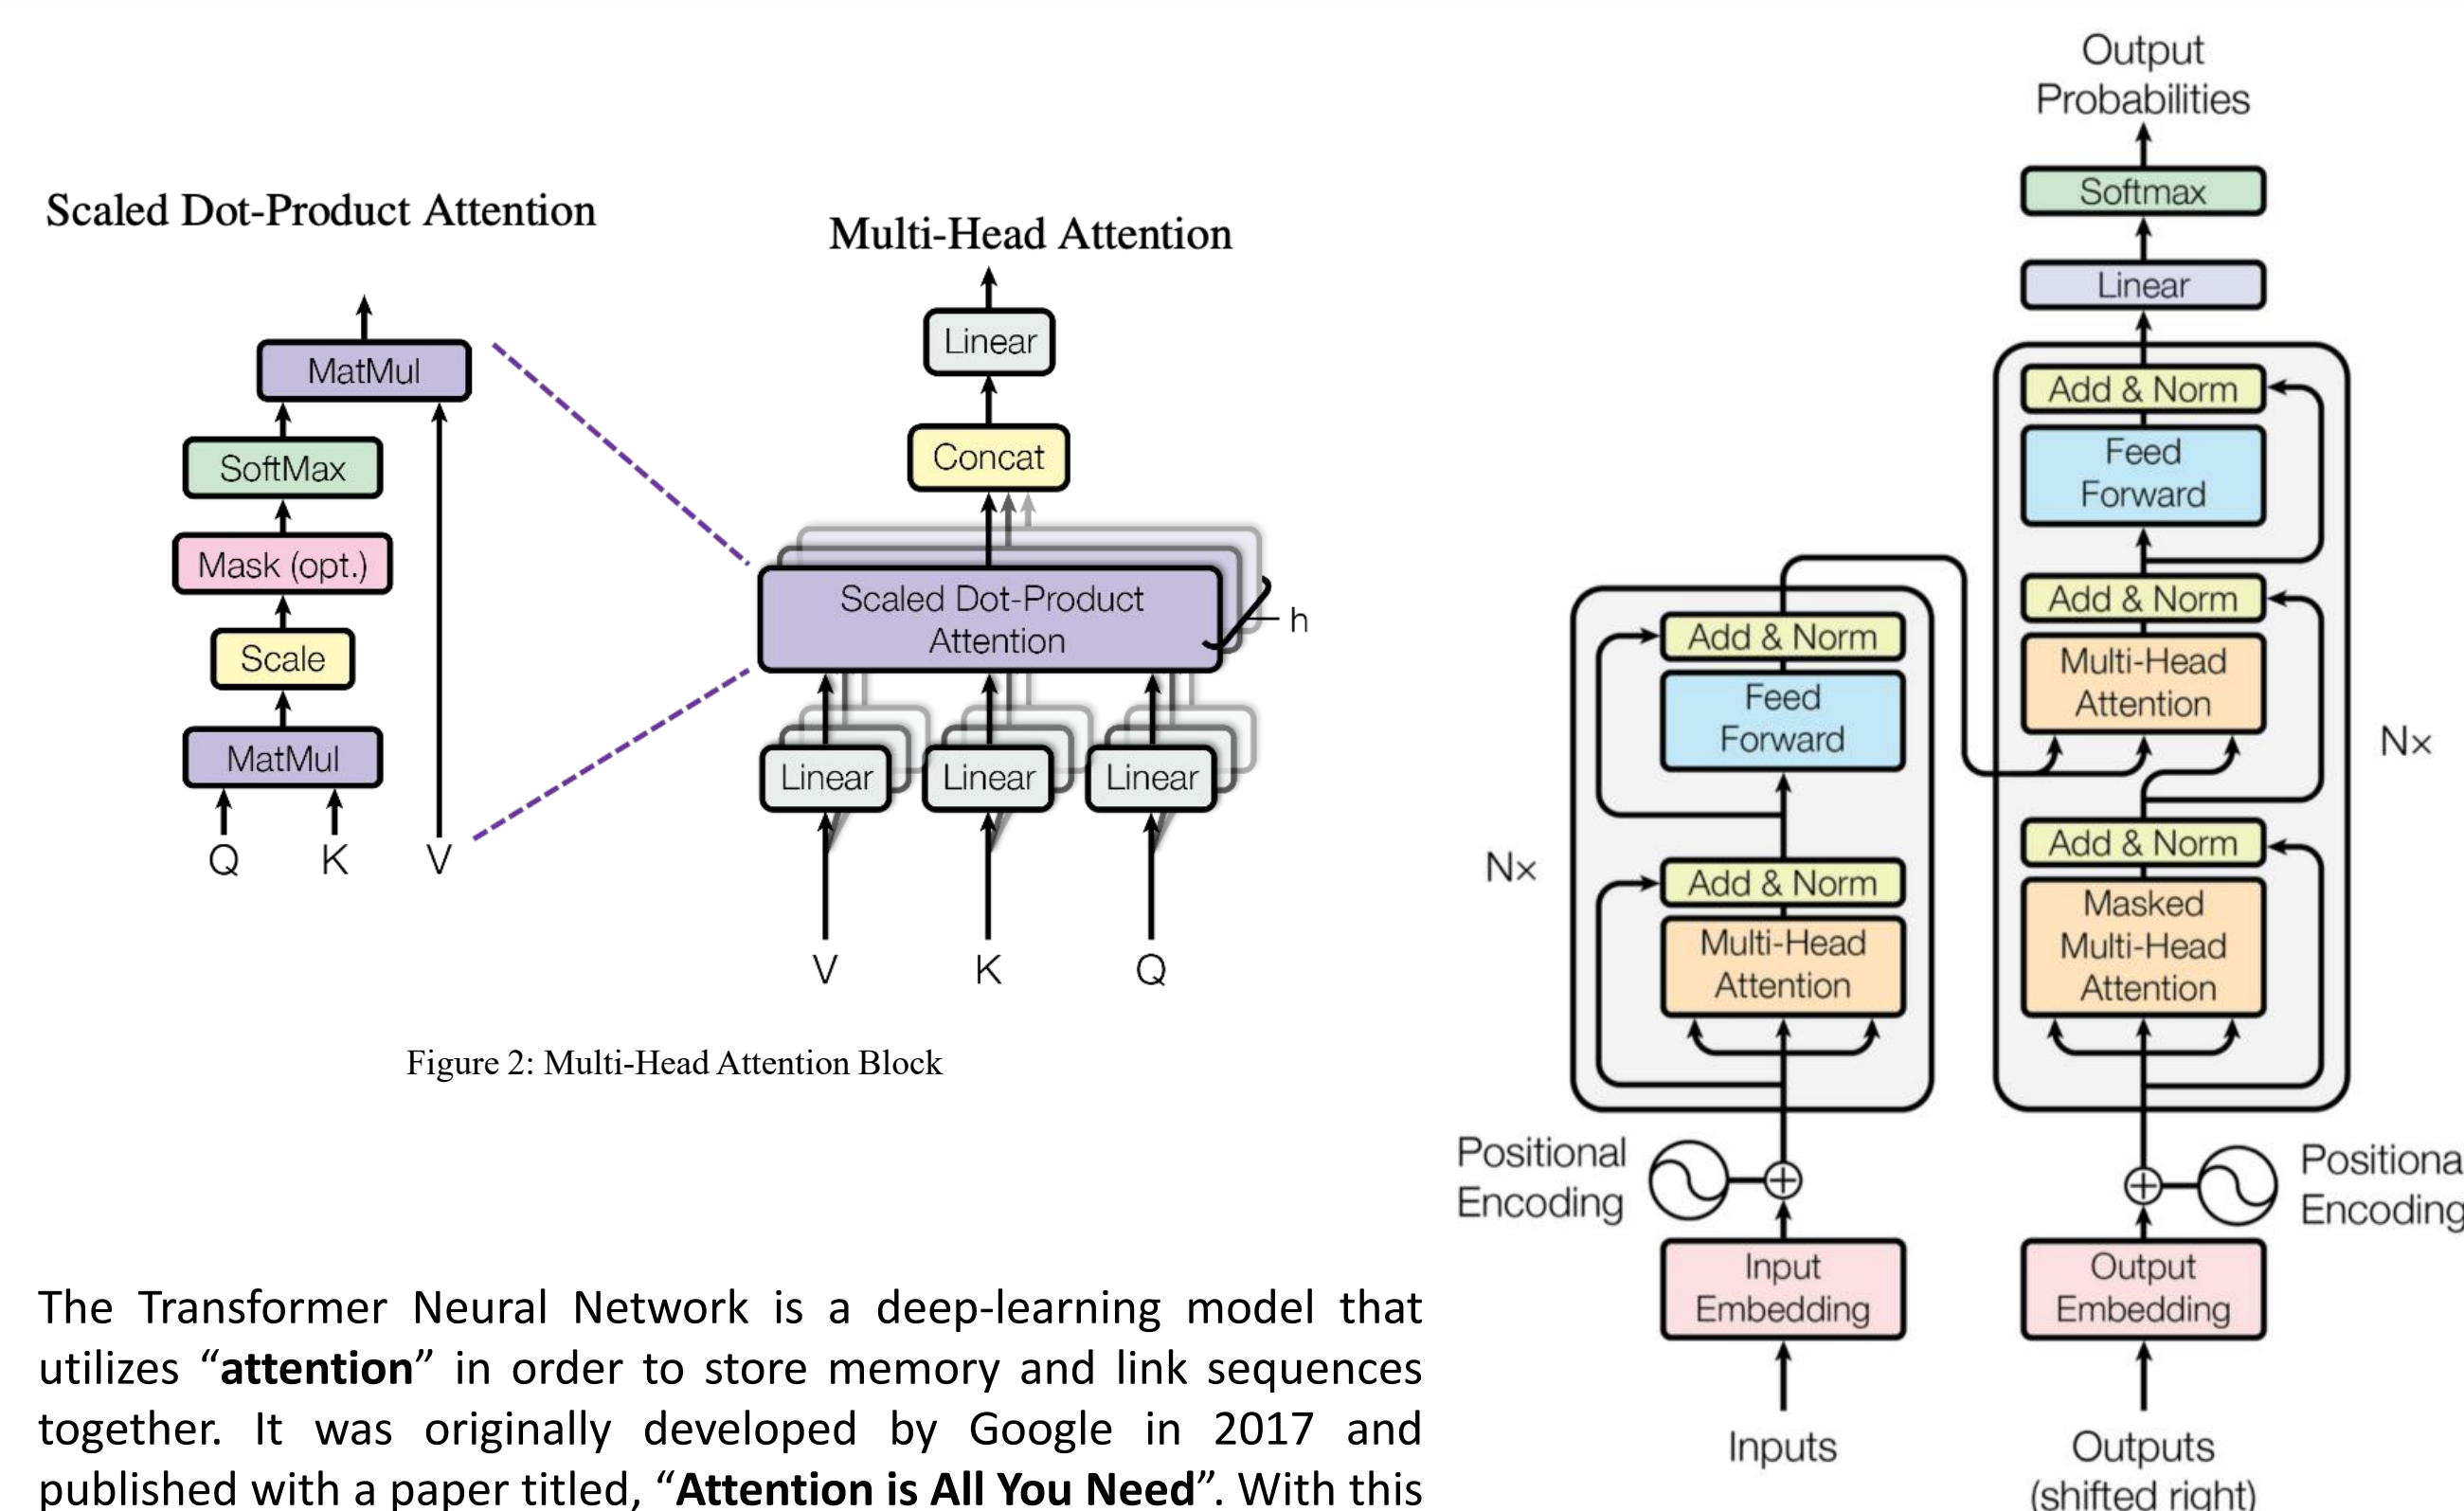 Scaled Dot-Product Attention
MatMul
SoftMax
Mask (opt.)
Scale
MatMul
Q K V
Multi-Head Attention
Linear
Concat
Scaled Dot-Product
Attention
h
Linear Linear Linear
V K Q
Figure 2: Multi-Head Attention Block
The Transformer Neural Network is a deep-learning model that
utilizes “attention” in order to store memory and link sequences
together. It was originally developed by Google in 2017 and
published with a paper titled, “Attention is All You Need”. With this
Output
Probabilities
Softmax
Linear
Add & Norm
Feed
Forward
Add & Norm
Multi-Head
Attention
N×
Add & Norm
Masked
Multi-Head
Attention
Add & Norm
Feed
Forward
N×
Add & Norm
Multi-Head
Attention
Positional
Encoding
Positiona
Encoding
Input
Embedding
Output
Embedding
Inputs
Outputs
(shifted right)